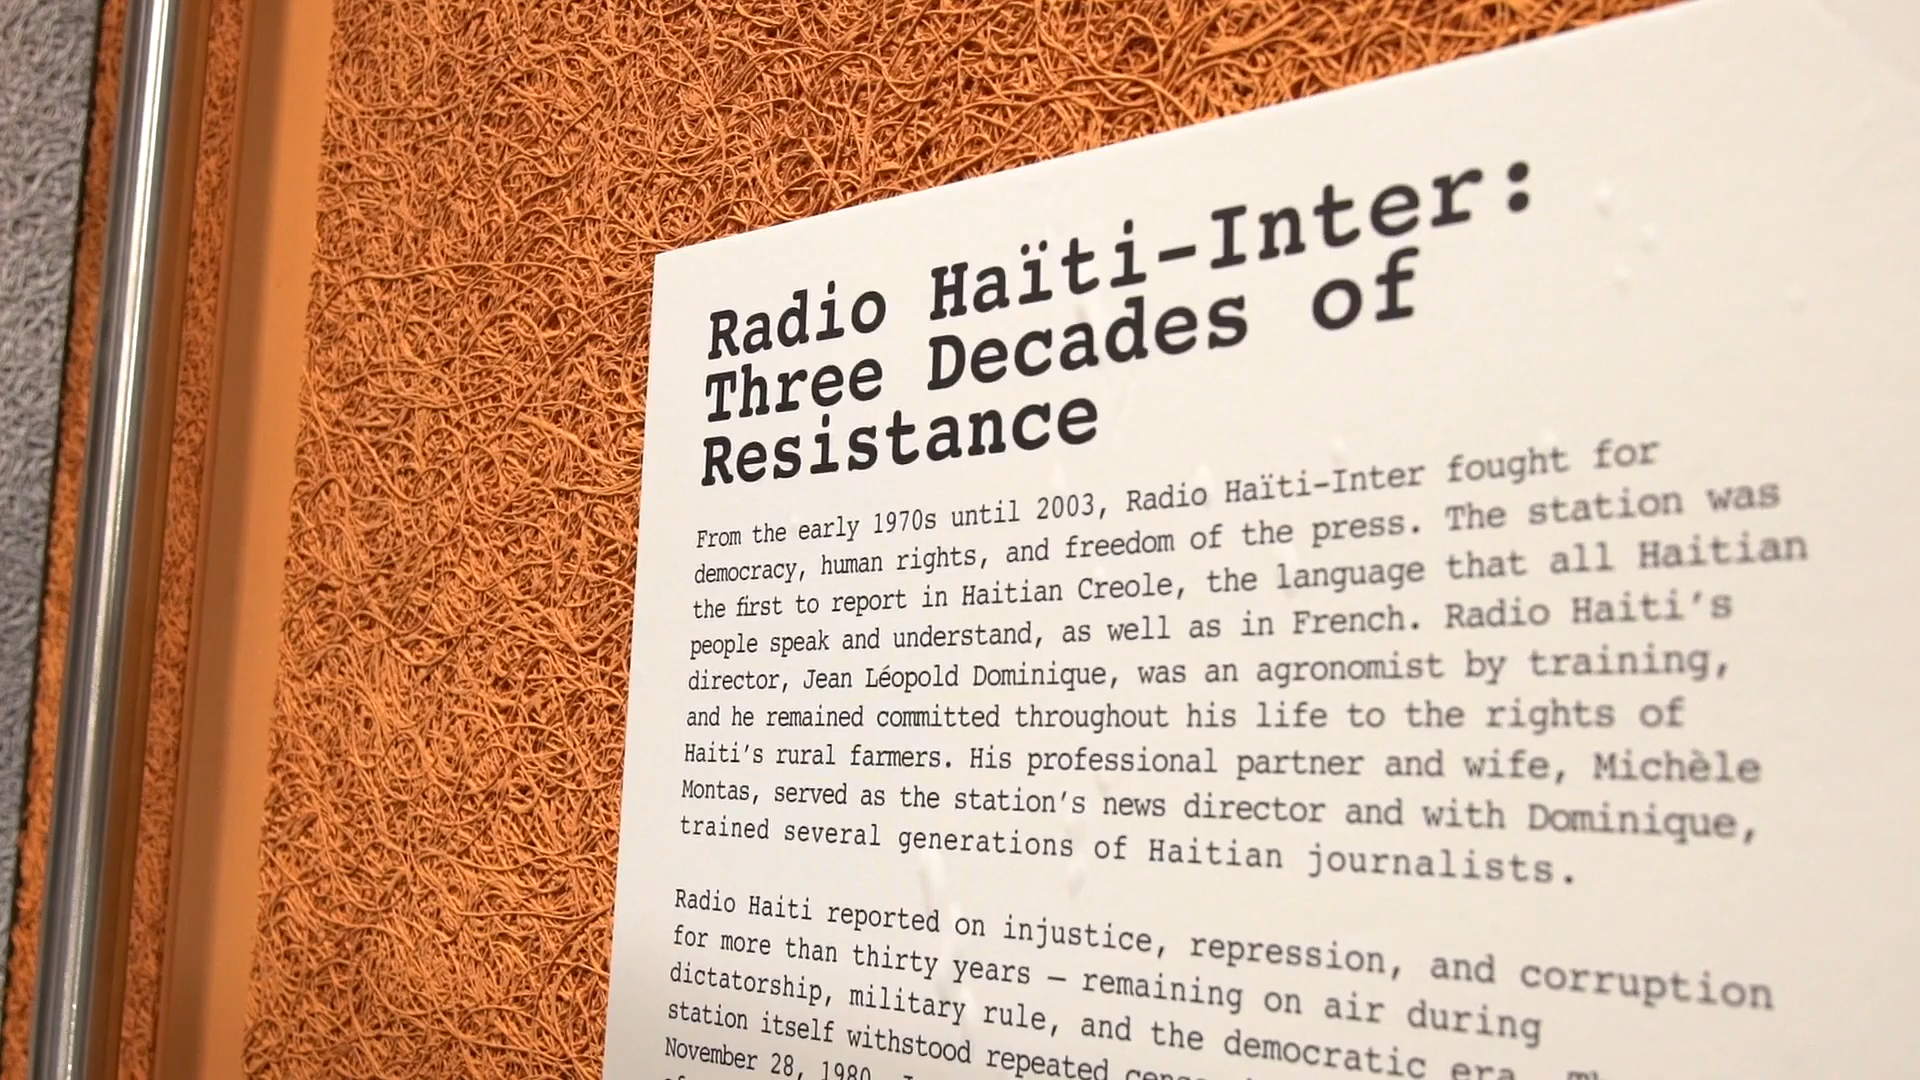 Radio Haïti-Inter:
Three Decades of
Resistance
From the early 1970s until 2003, Radio Haïti-Inter fought for
democracy, human rights, and freedom of the press. The station was
the first to report in Haitian Creole, the language that all Haitian
people speak and understand, as well as in French. Radio Haiti's
director, Jean Léopold Dominique, was an agronomist by training,
and he remained committed throughout his life to the rights of
Haiti's rural farmers. His professional partner and wife, Michèle
Montas, served as the station's news director and with Dominique,
trained several generations of Haitian journalists.
Radio Haiti reported on injustice, repression, and corruption
for more than thirty years — remaining on air during
dictatorship, military rule, and the democratic era.
station itself withstood repeated
November 28, 1980